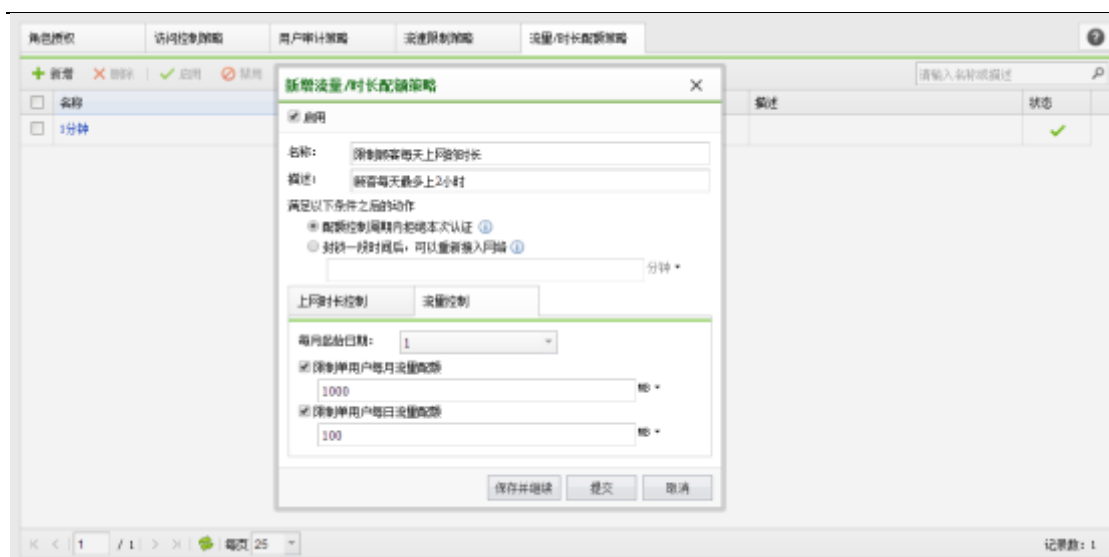 角色授权 访问控制策略 用户审计策略 流速限制策略 流量/时长配额策略
新增 删除 启用 禁用 请输入名称或描述
名称 描述 状态
1分钟
新增流量/时长配额策略
启用
名称: 限制顾客每天上网的时长
描述: 顾客每天最多上2小时
满足以下条件之后的动作
配额控制周期内拒绝本次认证
封锁一段时间后,可以重新接入网络
分钟
上网时长控制 流量控制
每月起始日期: 1
限制单用户每月流量配额
1000 MB
限制单用户每日流量配额
100 MB
保存并继续 提交 取消
1 / 1 每页 25 记录数: 1